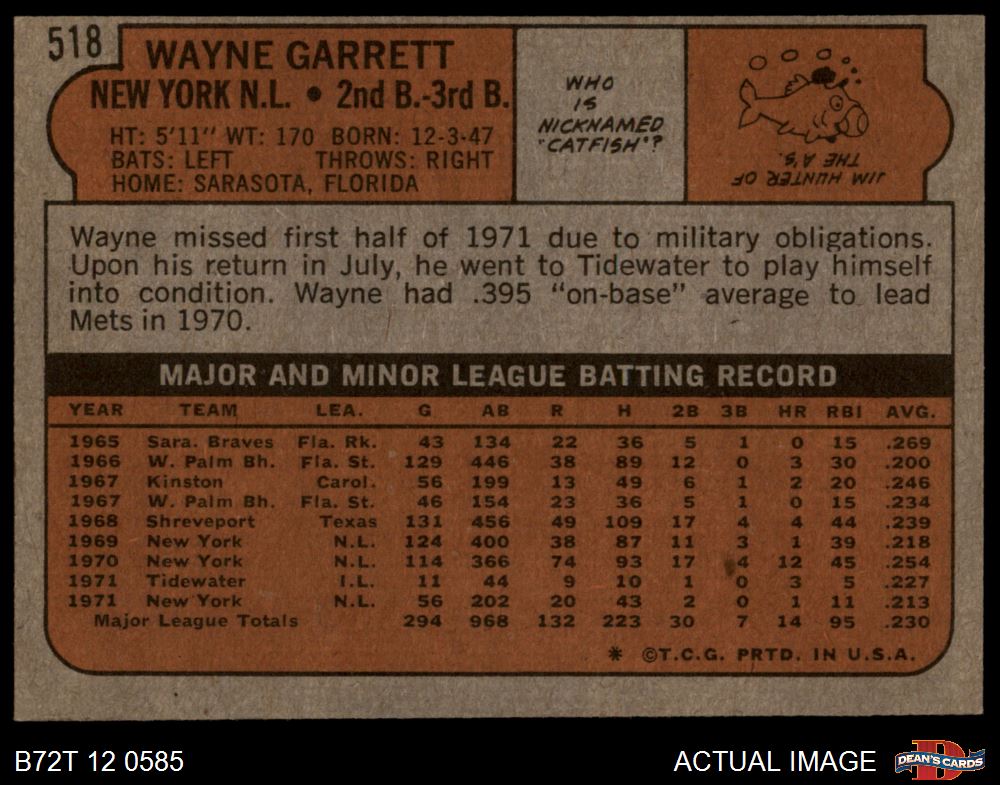 518
WAYNE GARRETT
NEW YORK N.L. • 2nd B.-3rd B.
HT: 5'11" WT: 170 BORN: 12-3-47
BATS: LEFT THROWS: RIGHT
HOME: SARASOTA, FLORIDA
WHO
IS
NICKNAMED
"CATFISH"?
JIM HUNTER OF
THE A'S.
Wayne missed first half of 1971 due to military obligations.
Upon his return in July, he went to Tidewater to play himself
into condition. Wayne had .395 "on-base" average to lead
Mets in 1970.
MAJOR AND MINOR LEAGUE BATTING RECORD
YEAR TEAM LEA. G AB R H 2B 3B HR RBI AVG.
1965 Sara. Braves Fla. Rk. 43 134 22 36 5 1 0 15 .269
1966 W. Palm Bh. Fla. St. 129 446 38 89 12 0 3 30 .200
1967 Kinston Carol. 56 199 13 49 6 1 2 20 .246
1967 W. Palm Bh. Fla. St. 46 154 23 36 5 1 0 15 .234
1968 Shreveport Texas 131 456 49 109 17 4 4 44 .239
1969 New York N.L. 124 400 38 87 11 3 1 39 .218
1970 New York N.L. 114 366 74 93 17 4 12 45 .254
1971 Tidewater I.L. 11 44 9 10 1 0 3 5 .227
1971 New York N.L. 56 202 20 43 2 0 1 11 .213
Major League Totals 294 968 132 223 30 7 14 95 .230
* ©T.C.G. PRTD. IN U.S.A.
B72T 12 0585
ACTUAL IMAGE
DEAN'S CARDS